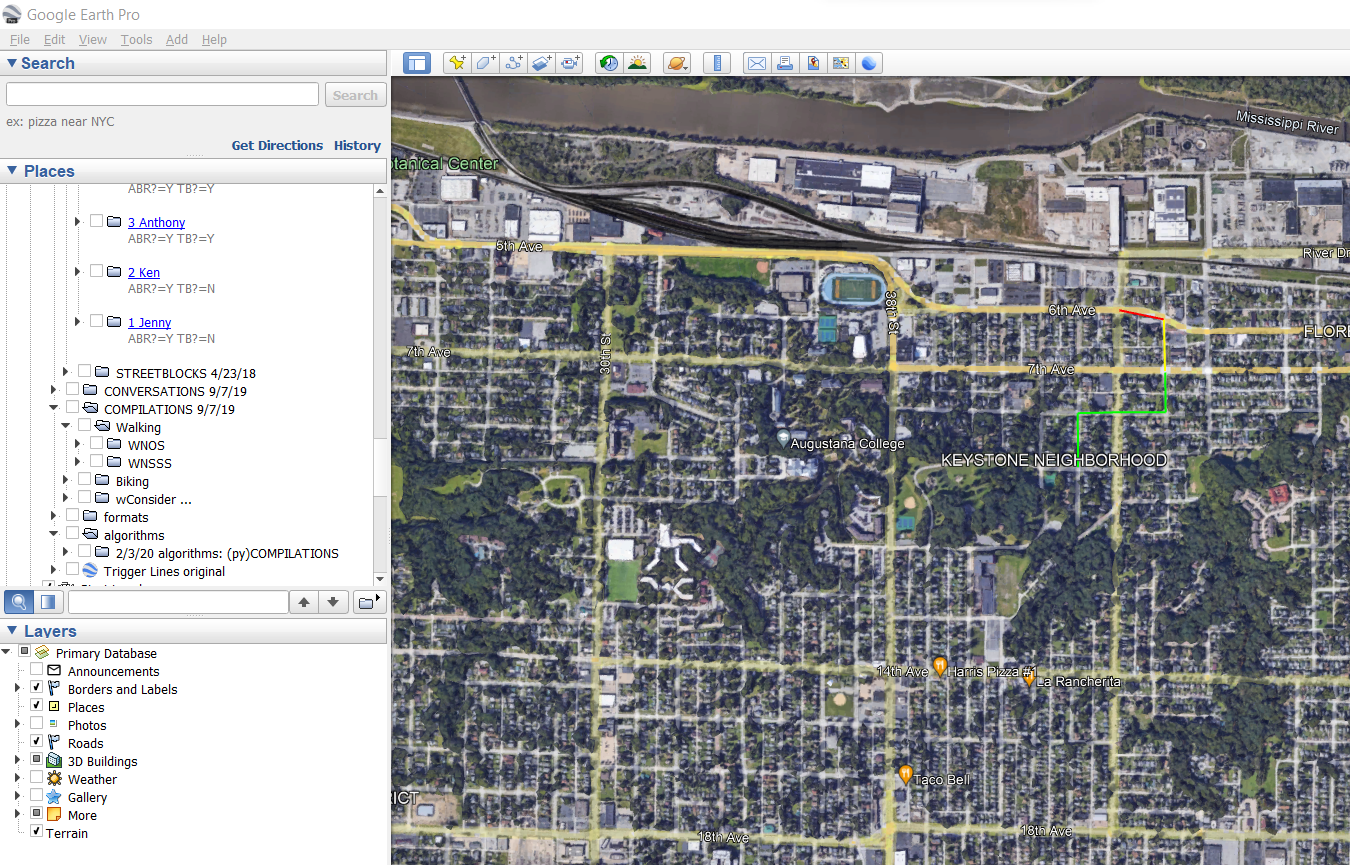 Google Earth Pro
File Edit View Tools Add Help
Search
Search
ex: pizza near NYC
Get Directions History
Places
ABR?=Y TB?=Y
3 Anthony
ABR?=Y TB?=Y
2 Ken
ABR?=Y TB?=N
1 Jenny
ABR?=Y TB?=N
STREETBLOCKS 4/23/18
CONVERSATIONS 9/7/19
COMPILATIONS 9/7/19
Walking
WNOS
WNSSS
Biking
wConsider ...
formats
algorithms
2/3/20 algorithms: (py)COMPILATIONS
Trigger Lines original
Layers
Primary Database
Announcements
Borders and Labels
Places
Photos
Roads
3D Buildings
Weather
Gallery
More
Terrain
Mississippi River
otanical Center
5th Ave
River Dr
38th St
6th Ave
FLOR
30th St
7th Ave
7th Ave
Augustana College
KEYSTONE NEIGHBORHOOD
14th Ave
Harris Pizza #1
La Rancherita
Taco Bell
RICT
18th Ave
18th Ave